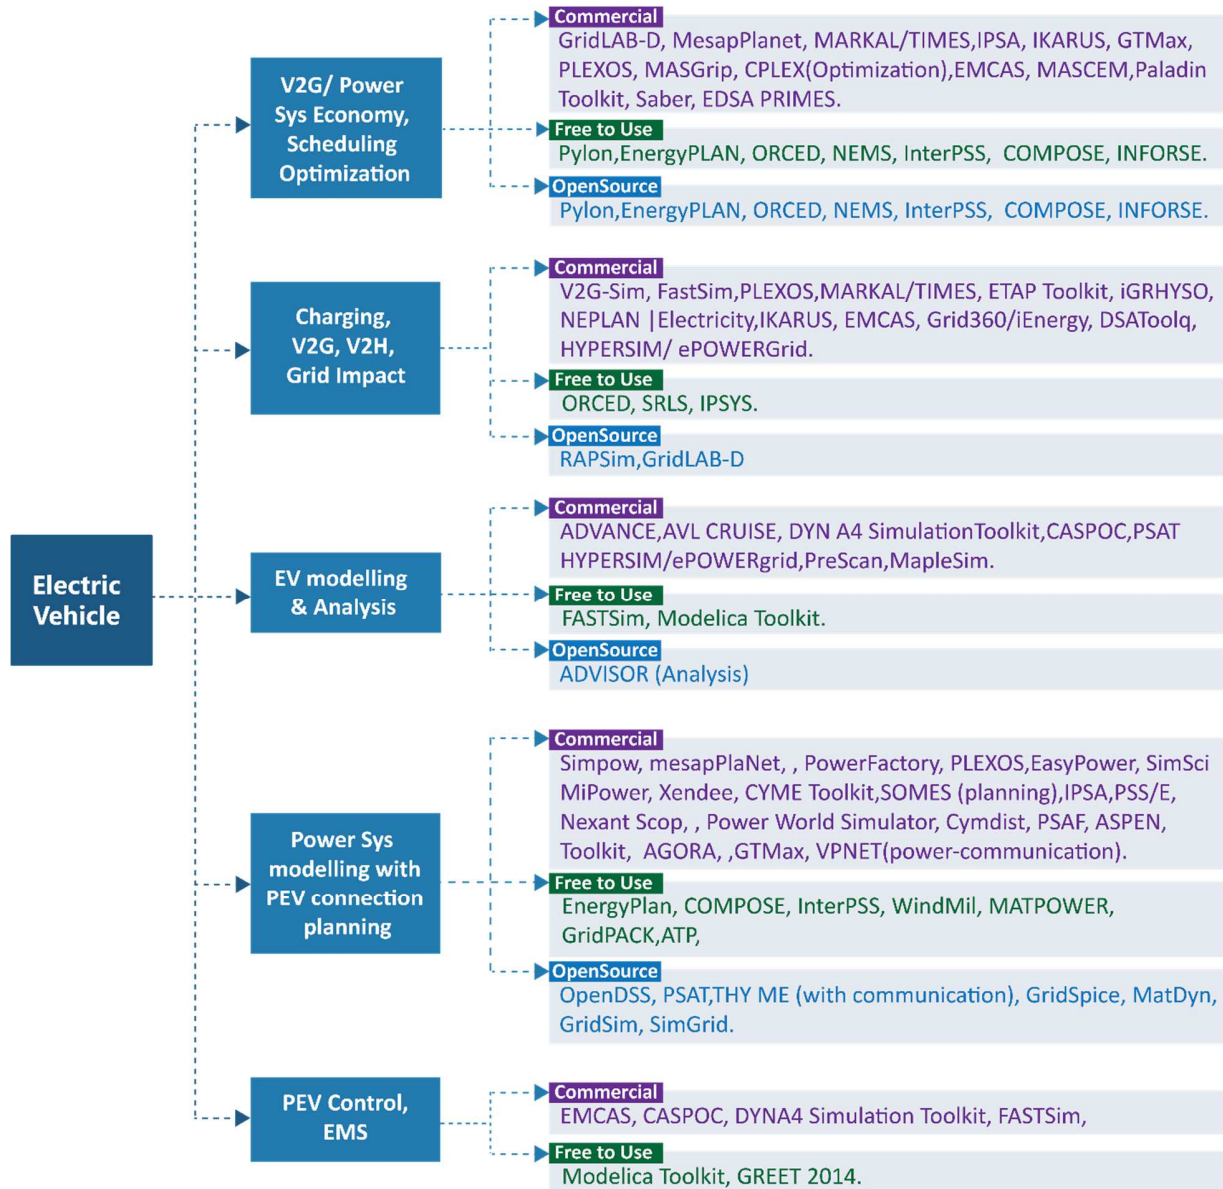 Electric
Vehicle
V2G/ Power
Sys Economy,
Scheduling
Optimization
Commercial
GridLAB-D, MesapPlanet, MARKAL/TIMES,IPSA, IKARUS, GTMax,
PLEXOS, MASGrip, CPLEX(Optimization),EMCAS, MASCEM,Paladin
Toolkit, Saber, EDSA PRIMES.
Free to Use
Pylon,EnergyPLAN, ORCED, NEMS, InterPSS, COMPOSE, INFORSE.
OpenSource
Pylon,EnergyPLAN, ORCED, NEMS, InterPSS, COMPOSE, INFORSE.
Charging,
V2G, V2H,
Grid Impact
Commercial
V2G-Sim, FastSim,PLEXOS,MARKAL/TIMES, ETAP Toolkit, iGRHYSO,
NEPLAN |Electricity,IKARUS, EMCAS, Grid360/iEnergy, DSAToolq,
HYPERSIM/ ePOWERGrid.
Free to Use
ORCED, SRLS, IPSYS.
OpenSource
RAPSim,GridLAB-D
EV modelling
& Analysis
Commercial
ADVANCE,AVL CRUISE, DYN A4 SimulationToolkit,CASPOC,PSAT
HYPERSIM/ePOWERgrid,PreScan,MapleSim.
Free to Use
FASTSim, Modelica Toolkit.
OpenSource
ADVISOR (Analysis)
Power Sys
modelling with
PEV connection
planning
Commercial
Simpow, mesapPlaNet, , PowerFactory, PLEXOS,EasyPower, SimSci
MiPower, Xendee, CYME Toolkit,SOMES (planning),IPSA,PSS/E,
Nexant Scop, , Power World Simulator, Cymdist, PSAF, ASPEN,
Toolkit, AGORA, ,GTMax, VPNET(power-communication).
Free to Use
EnergyPlan, COMPOSE, InterPSS, WindMil, MATPOWER,
GridPACK,ATP,
OpenSource
OpenDSS, PSAT,THY ME (with communication), GridSpice, MatDyn,
GridSim, SimGrid.
PEV Control,
EMS
Commercial
EMCAS, CASPOC, DYNA4 Simulation Toolkit, FASTSim,
Free to Use
Modelica Toolkit, GREET 2014.